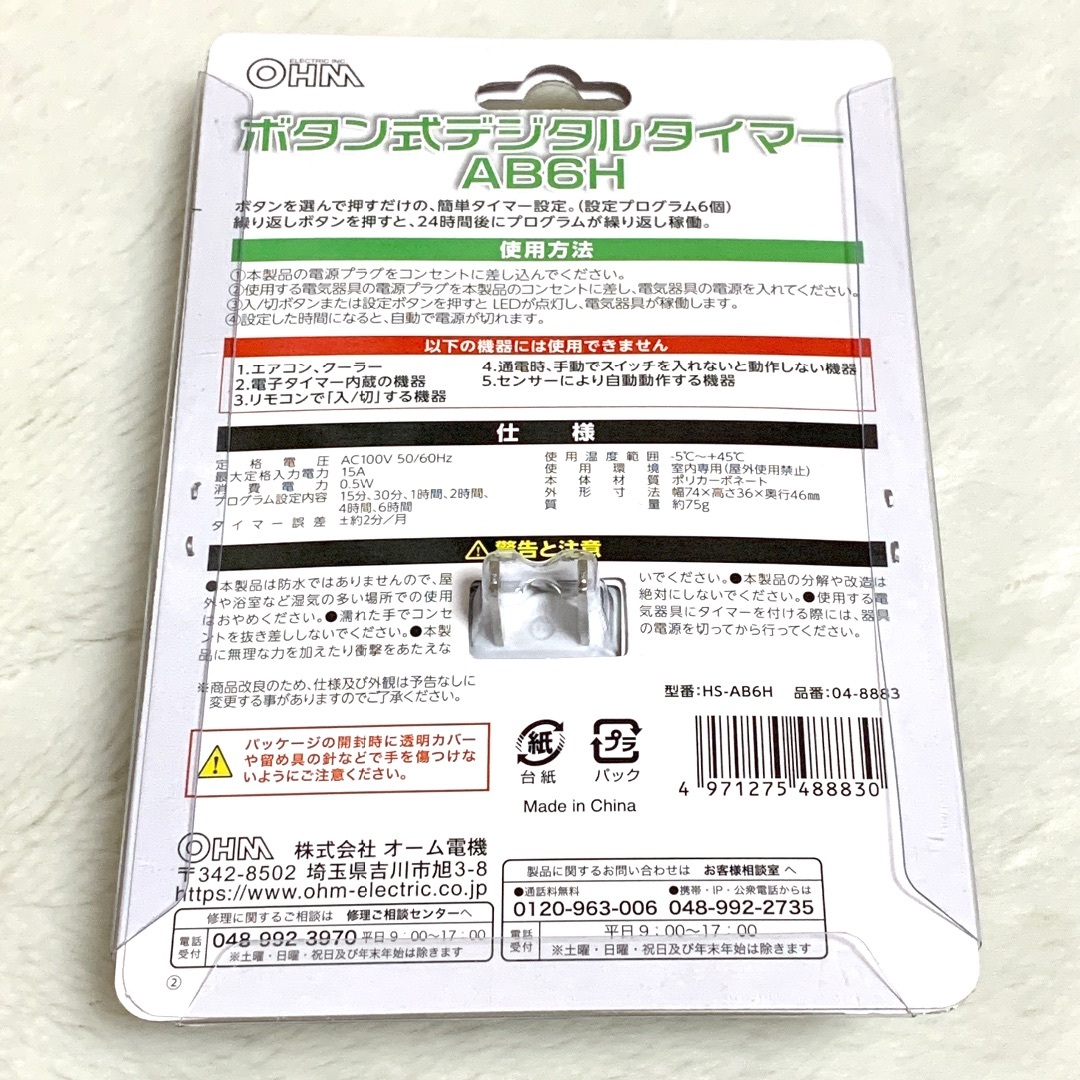 ELECTRIC INC.
OHM
ボタン式デジタルタイマー
AB6H
ボタンを選んで押すだけの、簡単タイマー設定。(設定プログラム6個)
繰り返しボタンを押すと、24時間後にプログラムが繰り返し稼働。
使用方法
①本製品の電源プラグをコンセントに差し込んでください。
②使用する電気器具の電源プラグを本製品のコンセントに差し、電気器具の電源を入れてください。
③入/切ボタンまたは設定ボタンを押すと LEDが点灯し、電気器具が稼働します。
④設定した時間になると、自動で電源が切れます。
以下の機器には使用できません
1.エアコン、クーラー
2.電子タイマー内蔵の機器
3.リモコンで「入/切」する機器
4.通電時、手動でスイッチを入れないと動作しない機器
5.センサーにより自動動作する機器
仕 様
定格電圧 AC100V 50/60Hz
最大定格入力電力 15A
消費電力 0.5W
プログラム設定内容 15分、30分、1時間、2時間、
4時間、6時間
タイマー誤差 ±約2分/月
使用温度範囲 -5℃～+45℃
使用環境 室内専用(屋外使用禁止)
本体材質 ポリカーボネート
外形寸法 幅74×高さ36×奥行46mm
質量 約75g
警告と注意
●本製品は防水ではありませんので、屋
外や浴室など湿気の多い場所での使用
はおやめください。●濡れた手でコンセ
ントを抜き差ししないでください。●本製
品に無理な力を加えたり衝撃をあたえな
いでください。●本製品の分解や改造は
絶対にしないでください。●使用する電
気器具にタイマーを付ける際には、器具
の電源を切ってから行ってください。
※商品改良のため、仕様及び外観は予告なしに
変更する事がありますのでご了承ください。
型番:HS-AB6H 品番:04-8883
パッケージの開封時に透明カバー
や留め具の針などで手を傷つけな
いようにご注意ください。
紙
台紙
プラ
パック
Made in China
4 971275 488830
OHM 株式会社 オーム電機
〒342-8502 埼玉県吉川市旭3-8
https://www.ohm-electric.co.jp
修理に関するご相談は 修理ご相談センターへ
電話受付 048-992-3970 平日9:00～17:00
※土曜・日曜・祝日及び年末年始は除きます
製品に関するお問い合わせは お客様相談室 へ
●通話料無料 ●携帯・IP・公衆電話からは
0120-963-006 048-992-2735
電話受付 平日9:00～17:00
※土曜・日曜・祝日及び年末年始は除きます
②